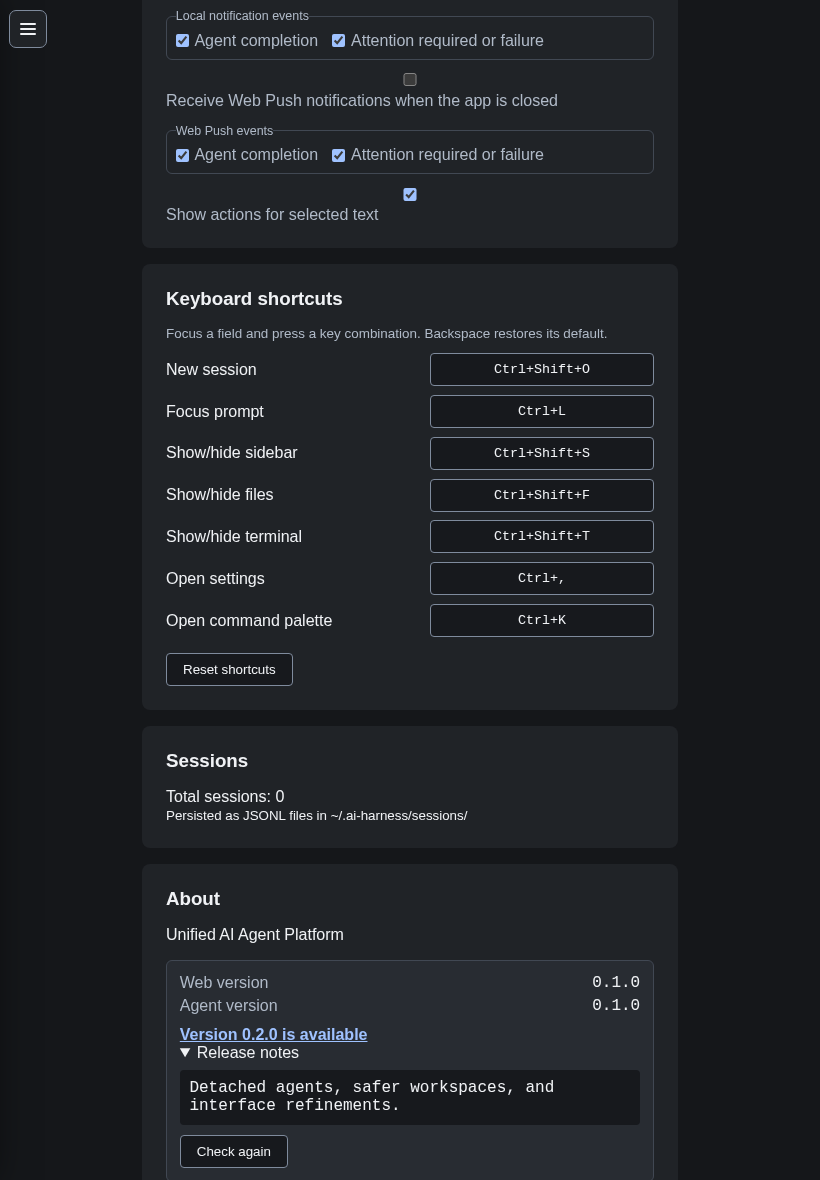 Local notification events
Agent completion Attention required or failure
Receive Web Push notifications when the app is closed
Web Push events
Agent completion Attention required or failure
Show actions for selected text
Keyboard shortcuts
Focus a field and press a key combination. Backspace restores its default.
New session Ctrl+Shift+O
Focus prompt Ctrl+L
Show/hide sidebar Ctrl+Shift+S
Show/hide files Ctrl+Shift+F
Show/hide terminal Ctrl+Shift+T
Open settings Ctrl+,
Open command palette Ctrl+K
Reset shortcuts
Sessions
Total sessions: 0
Persisted as JSONL files in ~/.ai-harness/sessions/
About
Unified AI Agent Platform
Web version 0.1.0
Agent version 0.1.0
Version 0.2.0 is available
Release notes
Detached agents, safer workspaces, and
interface refinements.
Check again